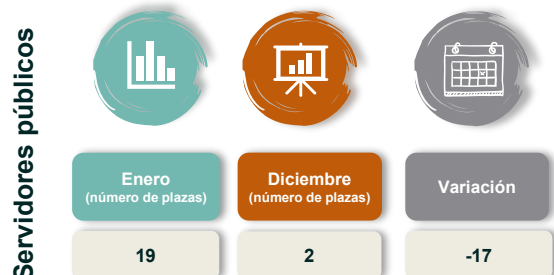 Servidores públicos
Enero
(número de plazas)
Diciembre
(número de plazas)
Variación
19
2
-17